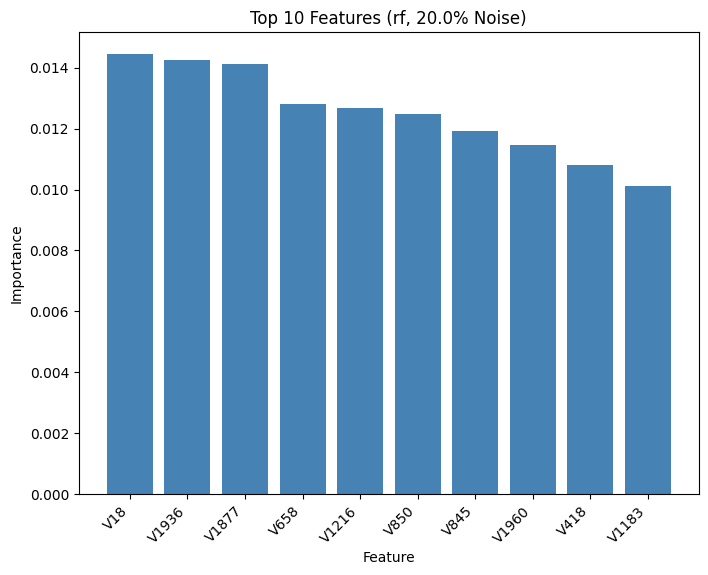 Top 10 Features (rf, 20.0% Noise)
0.014
0.012
0.010
0.008
0.006
0.004
0.002
0.000
Importance
V18
V1936
V1877
V658
V1216
V850
V845
V1960
V418
V1183
Feature